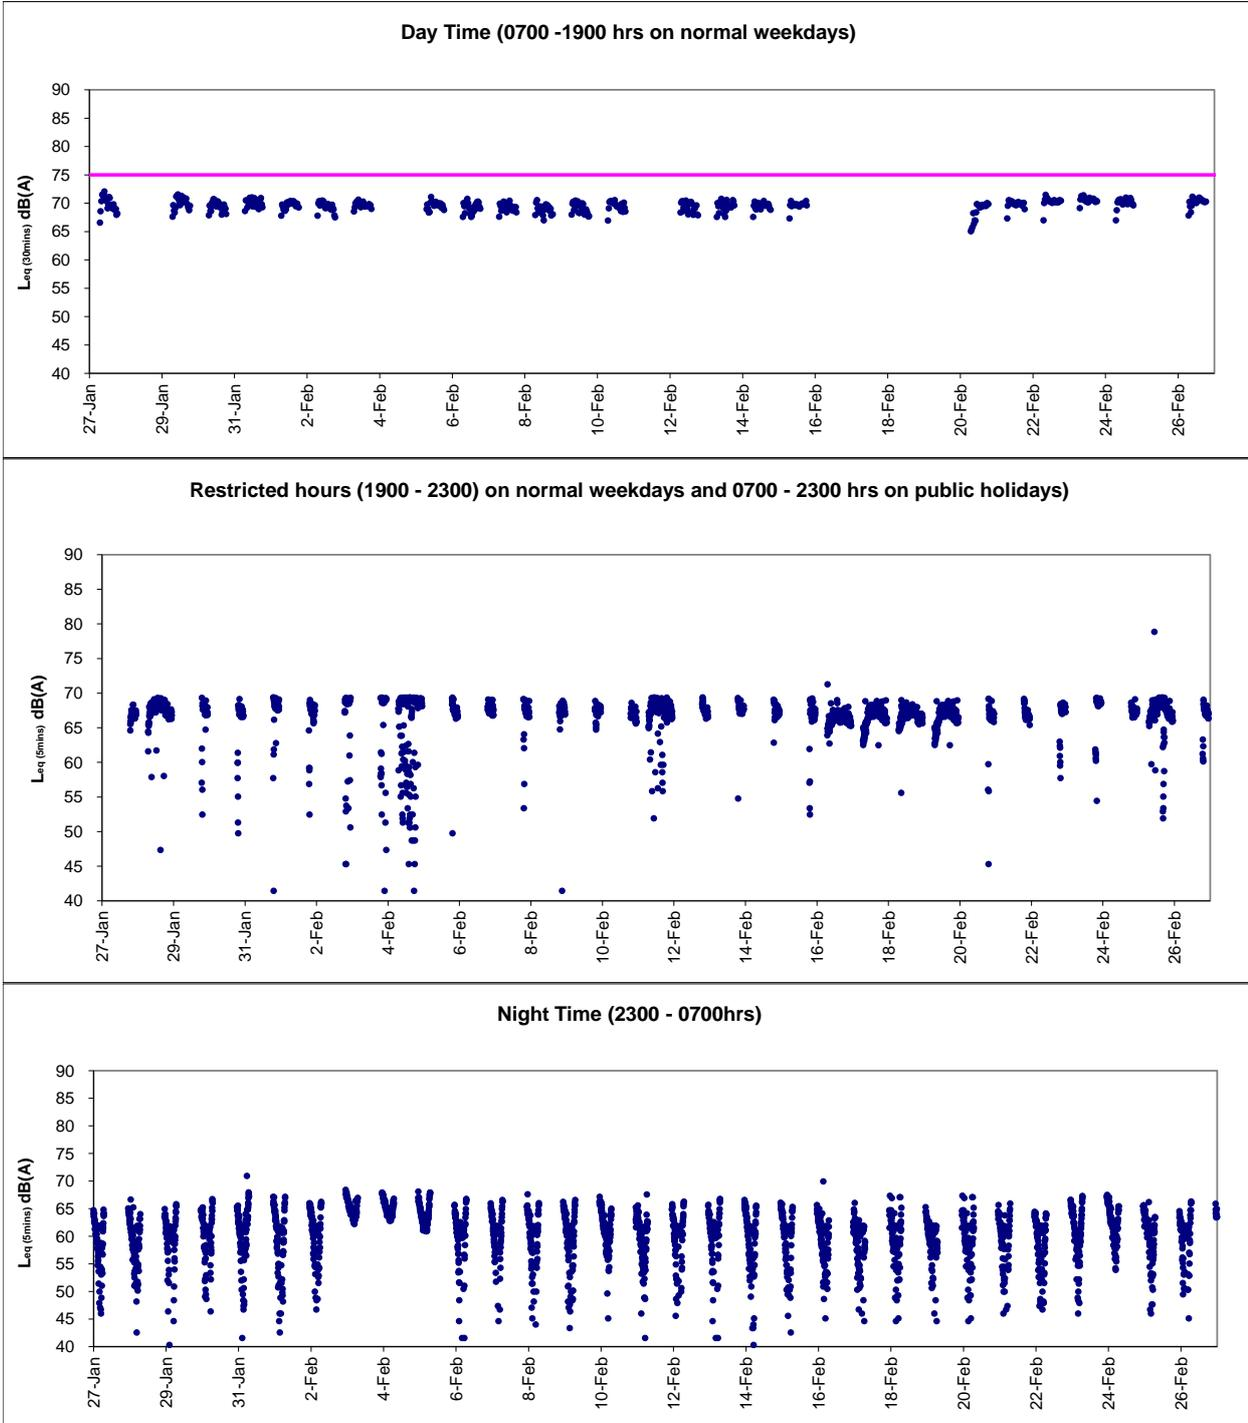 Day Time (0700 -1900 hrs on normal weekdays)
90
85
80
75
70
65
60
55
50
45
40
Leq (30mins) dB(A)
27-Jan
29-Jan
31-Jan
2-Feb
4-Feb
6-Feb
8-Feb
10-Feb
12-Feb
14-Feb
16-Feb
18-Feb
20-Feb
22-Feb
24-Feb
26-Feb
Restricted hours (1900 - 2300) on normal weekdays and 0700 - 2300 hrs on public holidays)
90
85
80
75
70
65
60
55
50
45
40
Leq (5mins) dB(A)
27-Jan
29-Jan
31-Jan
2-Feb
4-Feb
6-Feb
8-Feb
10-Feb
12-Feb
14-Feb
16-Feb
18-Feb
20-Feb
22-Feb
24-Feb
26-Feb
Night Time (2300 - 0700hrs)
90
85
80
75
70
65
60
55
50
45
40
Leq (5mins) dB(A)
27-Jan
29-Jan
31-Jan
2-Feb
4-Feb
6-Feb
8-Feb
10-Feb
12-Feb
14-Feb
16-Feb
18-Feb
20-Feb
22-Feb
24-Feb
26-Feb